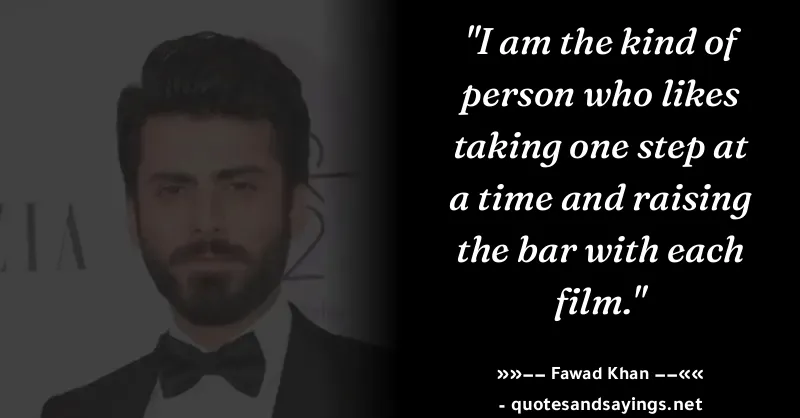 "I am the kind of
person who likes
taking one step at
a time and raising
the bar with each
film."
»»−− Fawad Khan −−««
- quotesandsayings.net